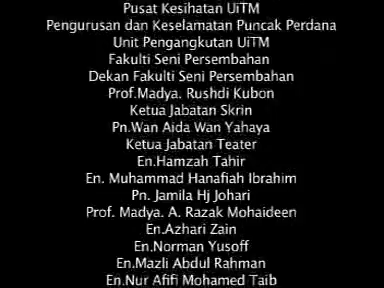 Pusat Kesihatan UiTM
Pengurusan dan Keselamatan Puncak Perdana
Unit Pengangkutan UiTM
Fakulti Seni Persembahan
Dekan Fakulti Seni Persembahan
Prof.Madya. Rushdi Kubon
Ketua Jabatan Skrin
Pn.Wan Aida Wan Yahaya
Ketua Jabatan Teater
En.Hamzah Tahir
En. Muhammad Hanafiah Ibrahim
Pn. Jamila Hj Johari
Prof. Madya. A. Razak Mohaideen
En.Azhari Zain
En.Norman Yusoff
En.Mazli Abdul Rahman
En.Nur Afifi Mohamed Taib